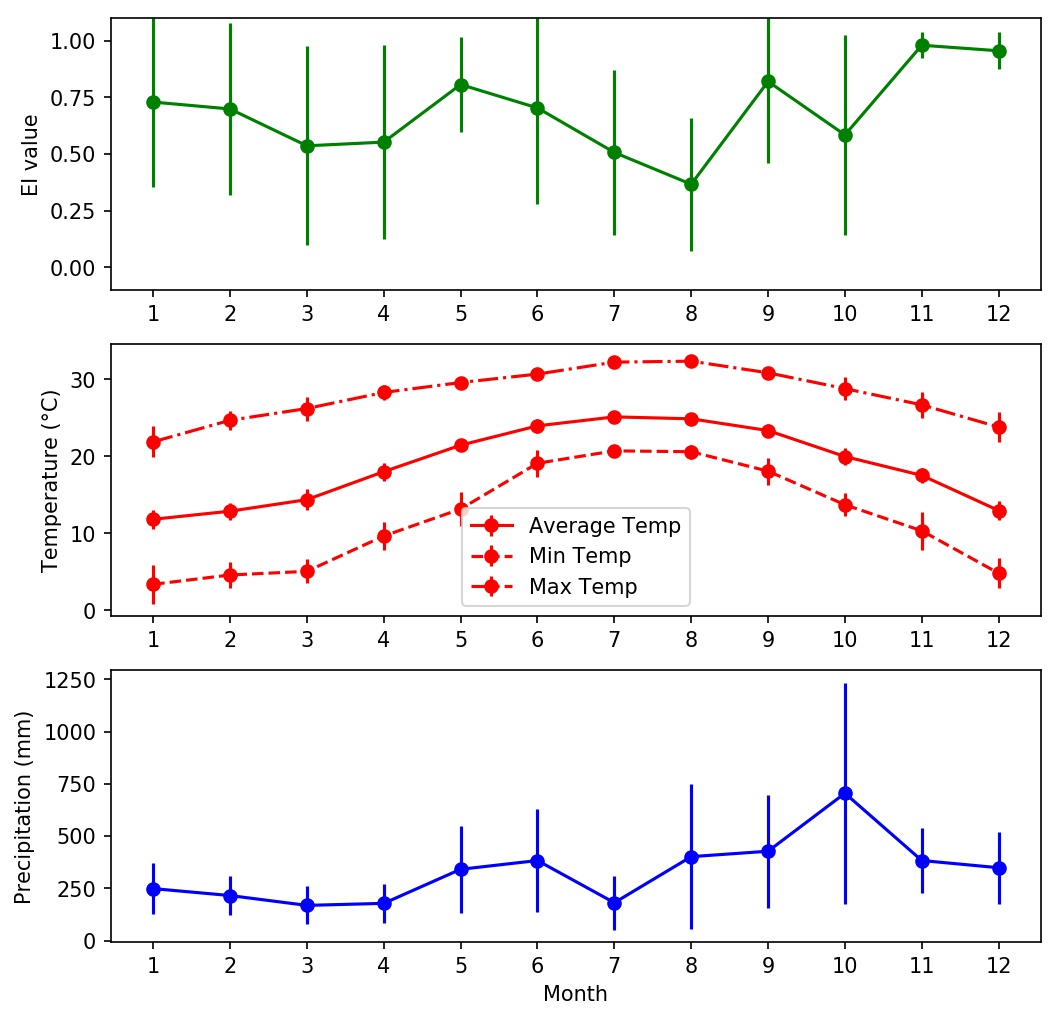 1.00
0.75
0.50
0.25
0.00
EI value
1 2 3 4 5 6 7 8 9 10 11 12
30
20
10
0
Temperature (°C)
Average Temp
Min Temp
Max Temp
1 2 3 4 5 6 7 8 9 10 11 12
1250
1000
750
500
250
0
Precipitation (mm)
1 2 3 4 5 6 7 8 9 10 11 12
Month